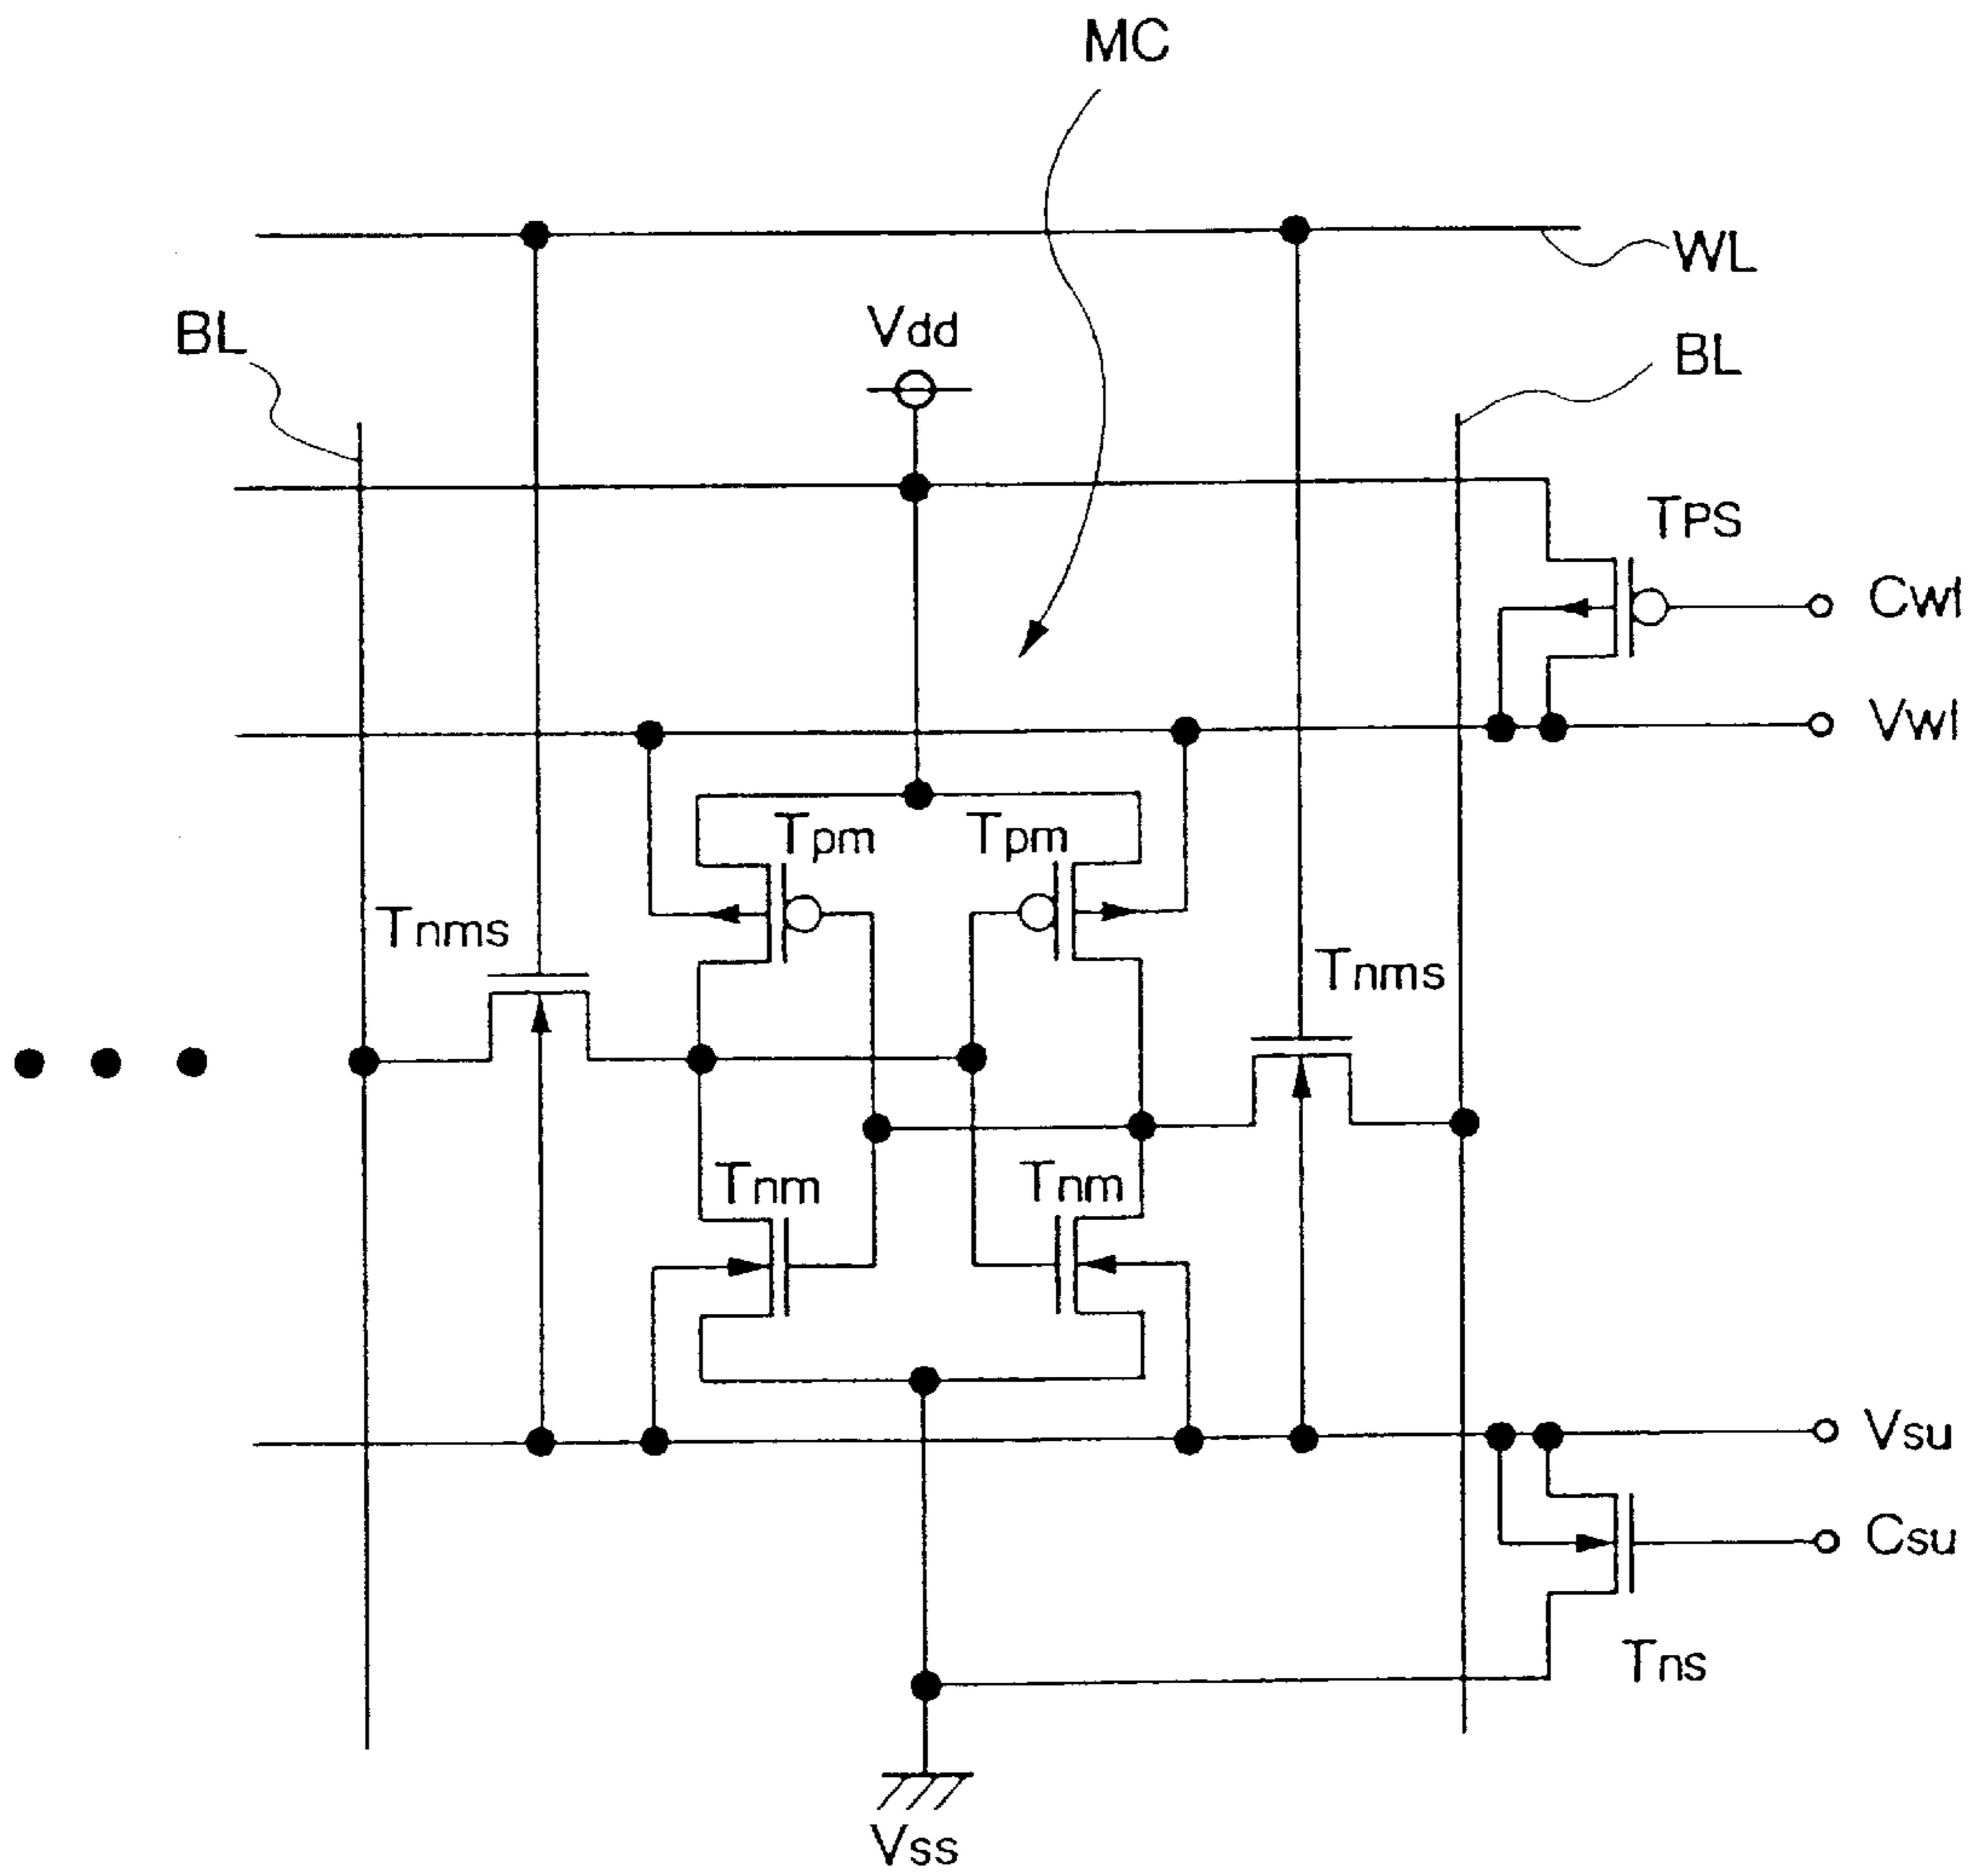 MC
WL
BL
Vdd
BL
TPS
Cwl
Vwl
Tpm
Tpm
Tnms
Tnms
Tnm
Tnm
Vsu
Csu
Tns
Vss